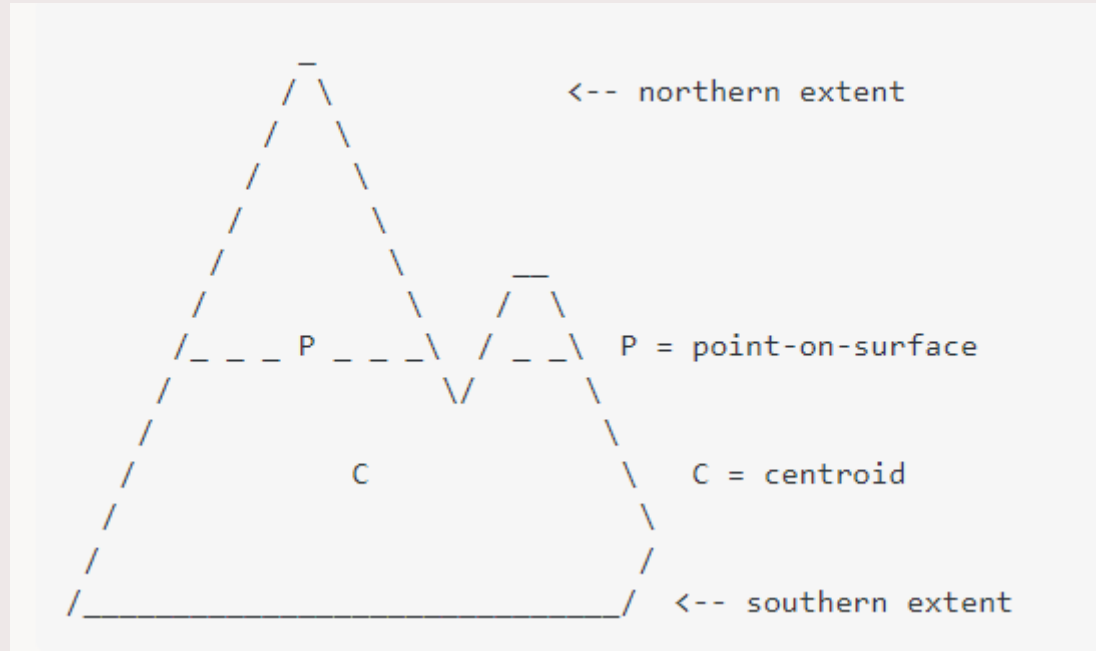 <-- northern extent
P P = point-on-surface
C C = centroid
<-- southern extent